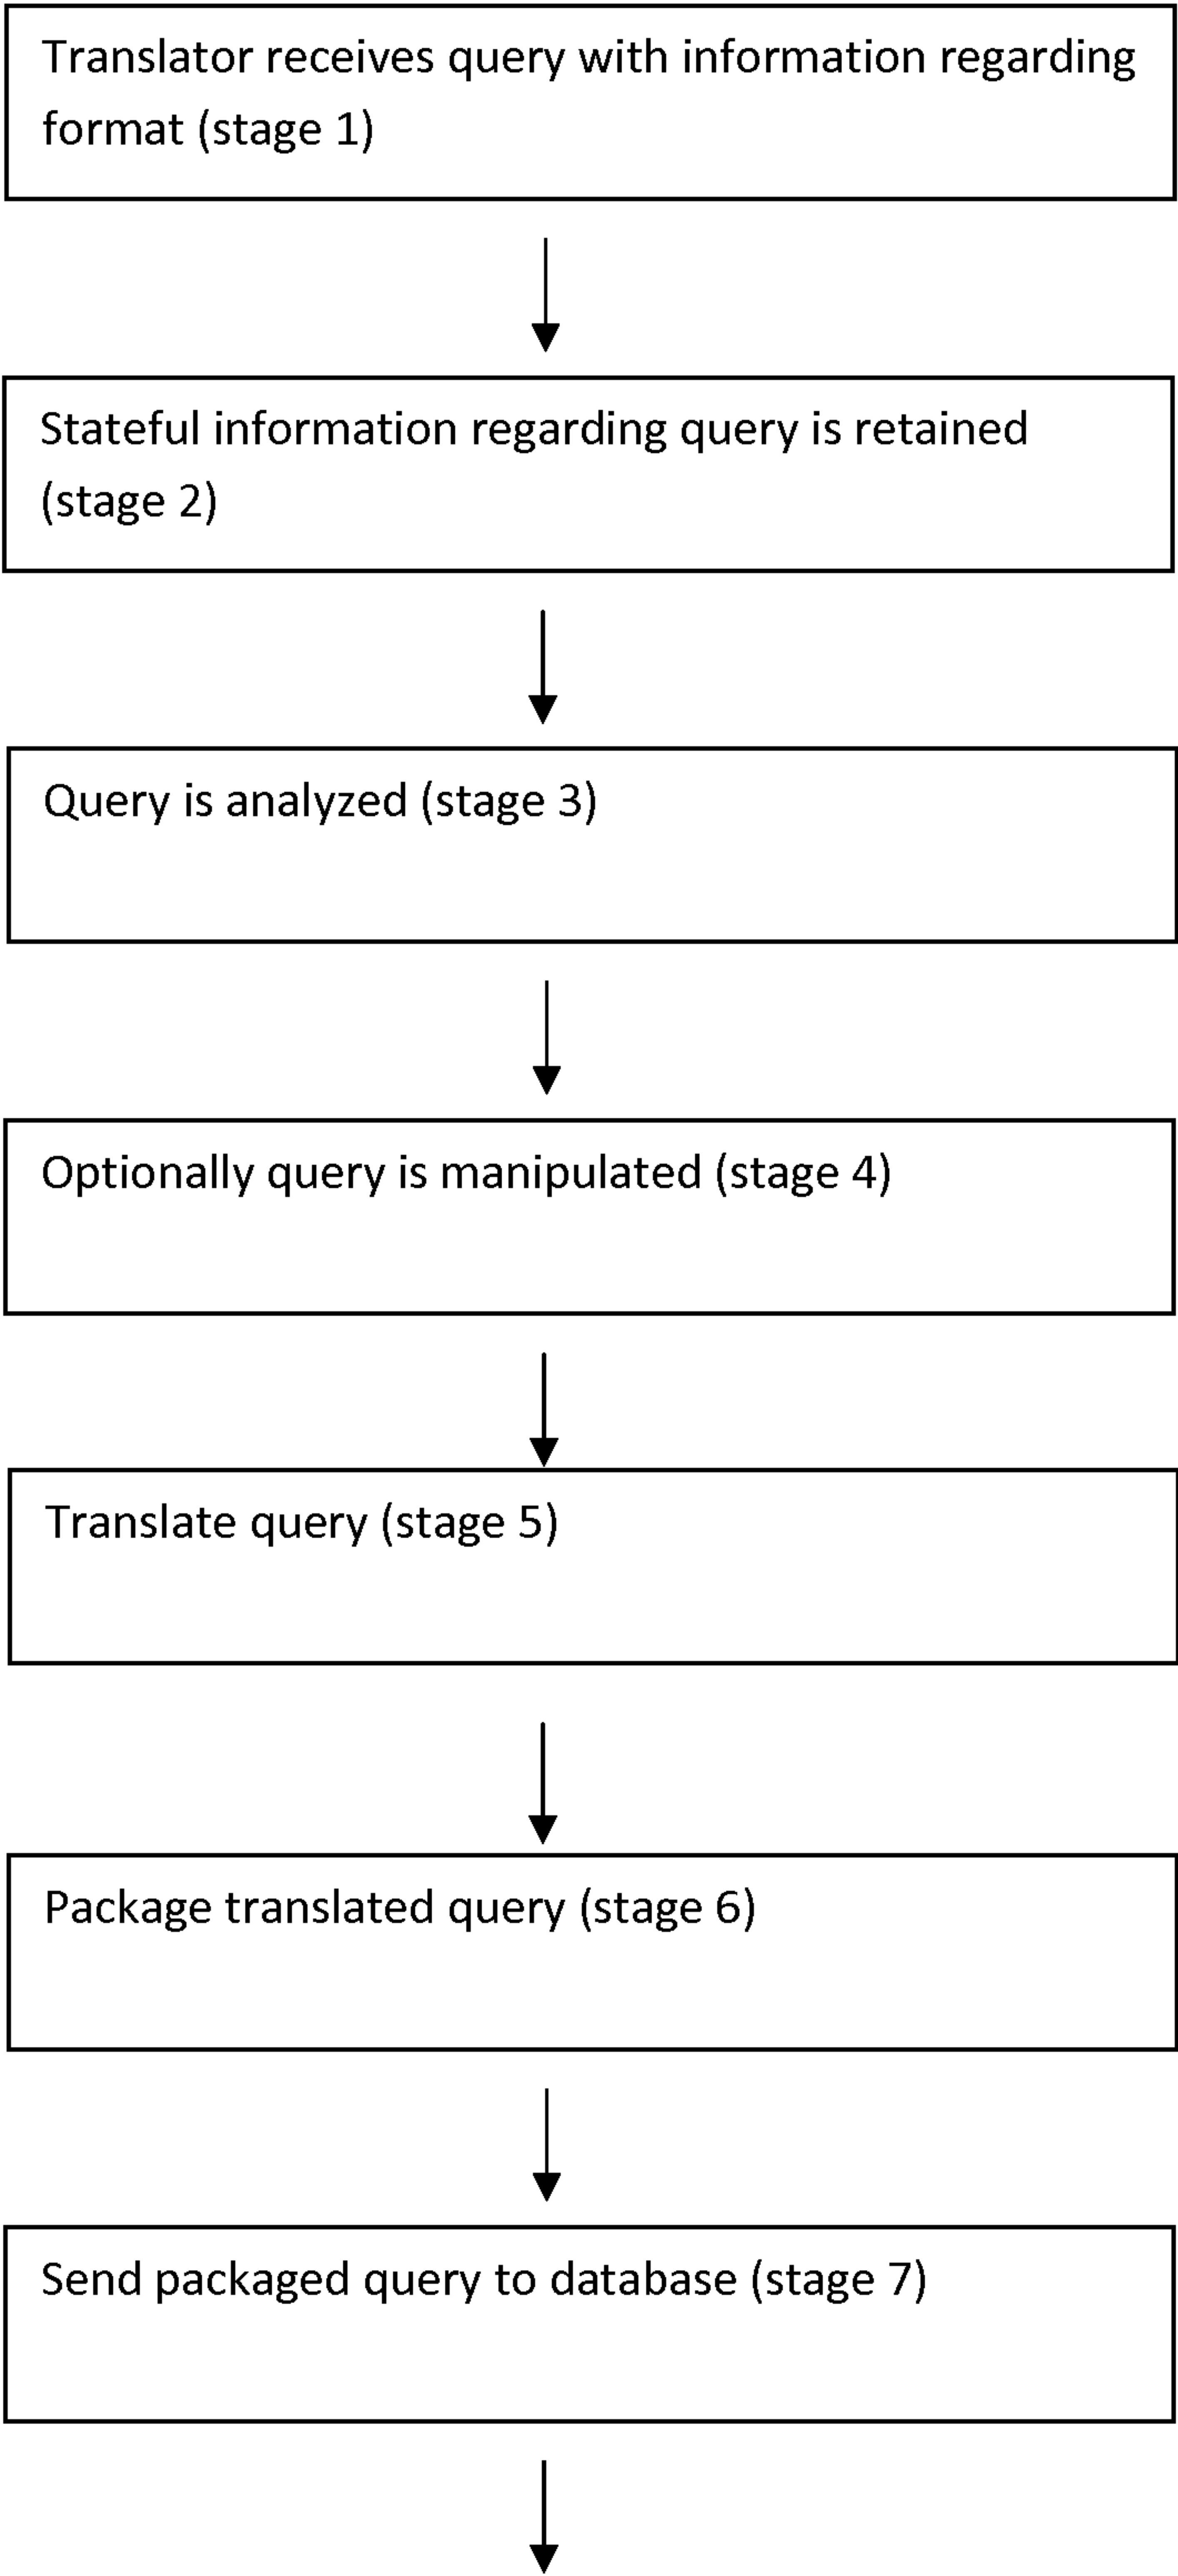 Translator receives query with information regarding
format (stage 1)
Stateful information regarding query is retained
(stage 2)
Query is analyzed (stage 3)
Optionally query is manipulated (stage 4)
Translate query (stage 5)
Package translated query (stage 6)
Send packaged query to database (stage 7)